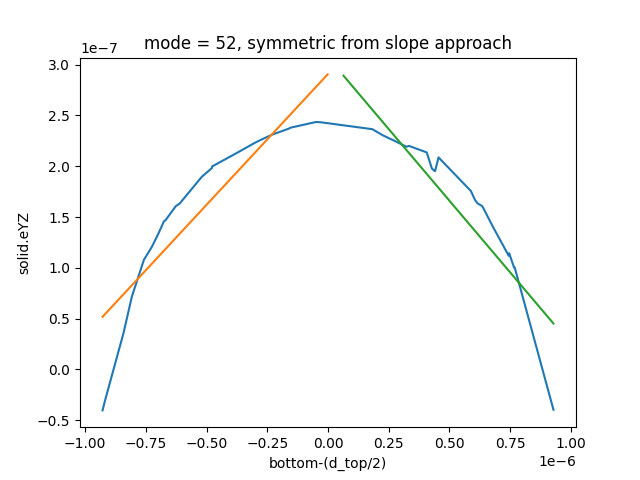 mode = 52, symmetric from slope approach
1e−7
3.0
2.5
2.0
1.5
1.0
0.5
0.0
−0.5
solid.eYZ
−1.00 −0.75 −0.50 −0.25 0.00 0.25 0.50 0.75 1.00
1e−6
bottom-(d_top/2)